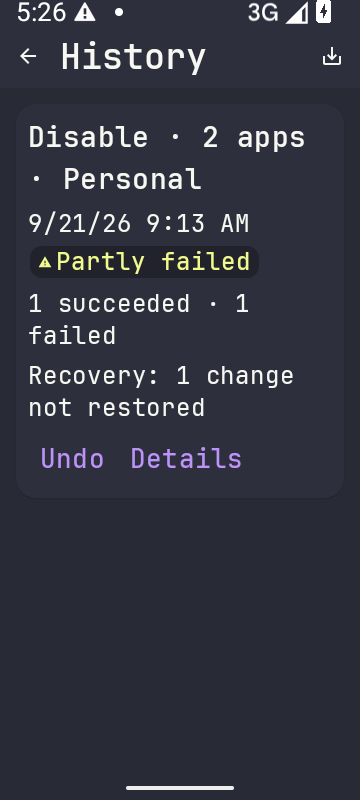 5:26
3G
History
Disable · 2 apps
· Personal
9/21/26 9:13 AM
Partly failed
1 succeeded · 1
failed
Recovery: 1 change
not restored
Undo Details